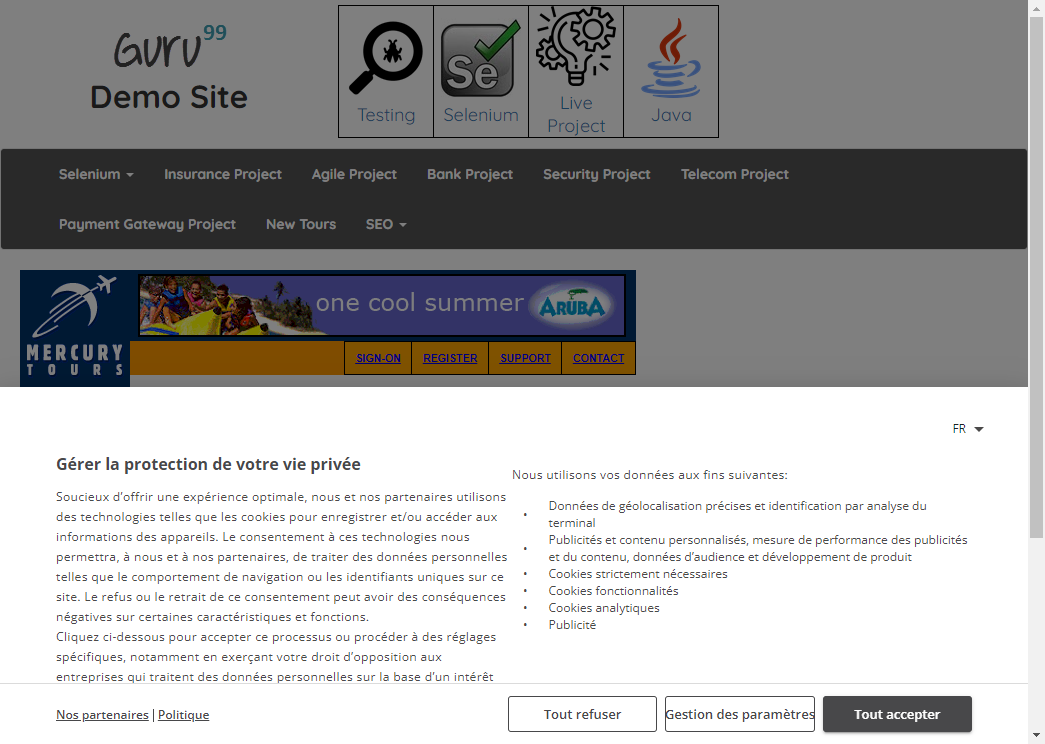 Guru99
Demo Site
Testing
Se
Selenium
Live
Project
Java
Selenium
Insurance Project
Agile Project
Bank Project
Security Project
Telecom Project
Payment Gateway Project
New Tours
SEO
one cool summer
ARUBA
MERCURY
TOURS
SIGN-ON
REGISTER
SUPPORT
CONTACT
FR
Gérer la protection de votre vie privée
Soucieux d’offrir une expérience optimale, nous et nos partenaires utilisons
des technologies telles que les cookies pour enregistrer et/ou accéder aux
informations des appareils. Le consentement à ces technologies nous
permettra, à nous et à nos partenaires, de traiter des données personnelles
telles que le comportement de navigation ou les identifiants uniques sur ce
site. Le refus ou le retrait de ce consentement peut avoir des conséquences
négatives sur certaines caractéristiques et fonctions.
Cliquez ci-dessous pour accepter ce processus ou procéder à des réglages
spécifiques, notamment en exerçant votre droit d’opposition aux
entreprises qui traitent des données personnelles sur la base d’un intérêt
Nous utilisons vos données aux fins suivantes:
• Données de géolocalisation précises et identification par analyse du
terminal
• Publicités et contenu personnalisés, mesure de performance des publicités
et du contenu, données d’audience et développement de produit
• Cookies strictement nécessaires
• Cookies fonctionnalités
• Cookies analytiques
• Publicité
Nos partenaires | Politique
Tout refuser
Gestion des paramètres
Tout accepter